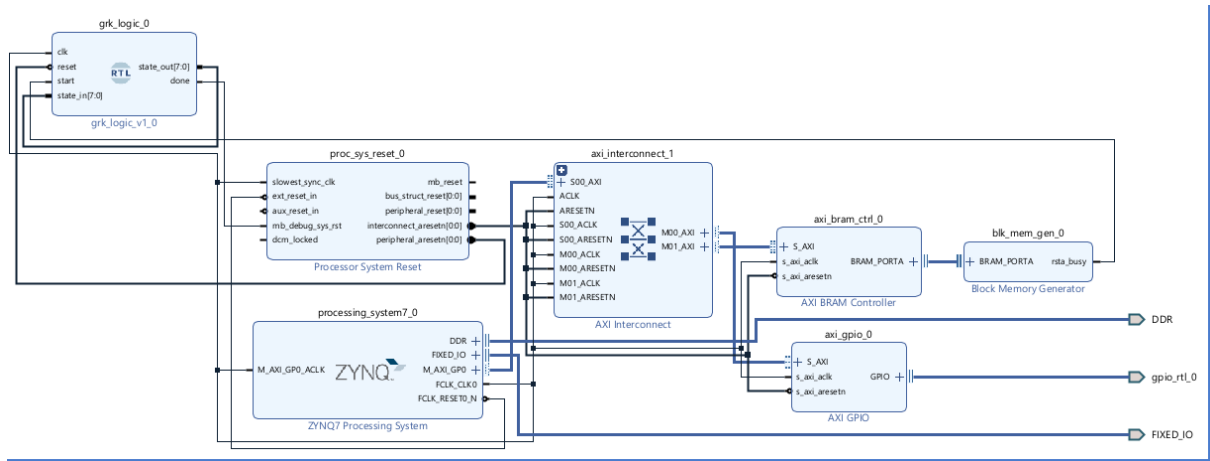 grk_logic_0
clk
reset
start
state_in[7:0]
RTL
state_out[7:0]
done
grk_logic_v1_0
proc_sys_reset_0
slowest_sync_clk
ext_reset_in
aux_reset_in
mb_debug_sys_rst
dcm_locked
mb_reset
bus_struct_reset[0:0]
peripheral_reset[0:0]
interconnect_aresetn[0:0]
peripheral_aresetn[0:0]
Processor System Reset
axi_interconnect_1
S00_AXI
ACLK
ARESETN
S00_ACLK
S00_ARESETN
M00_ACLK
M00_ARESETN
M01_ACLK
M01_ARESETN
M00_AXI
M01_AXI
AXI Interconnect
axi_bram_ctrl_0
S_AXI
s_axi_aclk
s_axi_aresetn
BRAM_PORTA
AXI BRAM Controller
blk_mem_gen_0
BRAM_PORTA
rsta_busy
Block Memory Generator
processing_system7_0
M_AXI_GP0_ACLK
ZYNQ
DDR
FIXED_IO
M_AXI_GP0
FCLK_CLK0
FCLK_RESET0_N
ZYNQ7 Processing System
axi_gpio_0
S_AXI
s_axi_aclk
s_axi_aresetn
GPIO
AXI GPIO
DDR
gpio_rtl_0
FIXED_IO